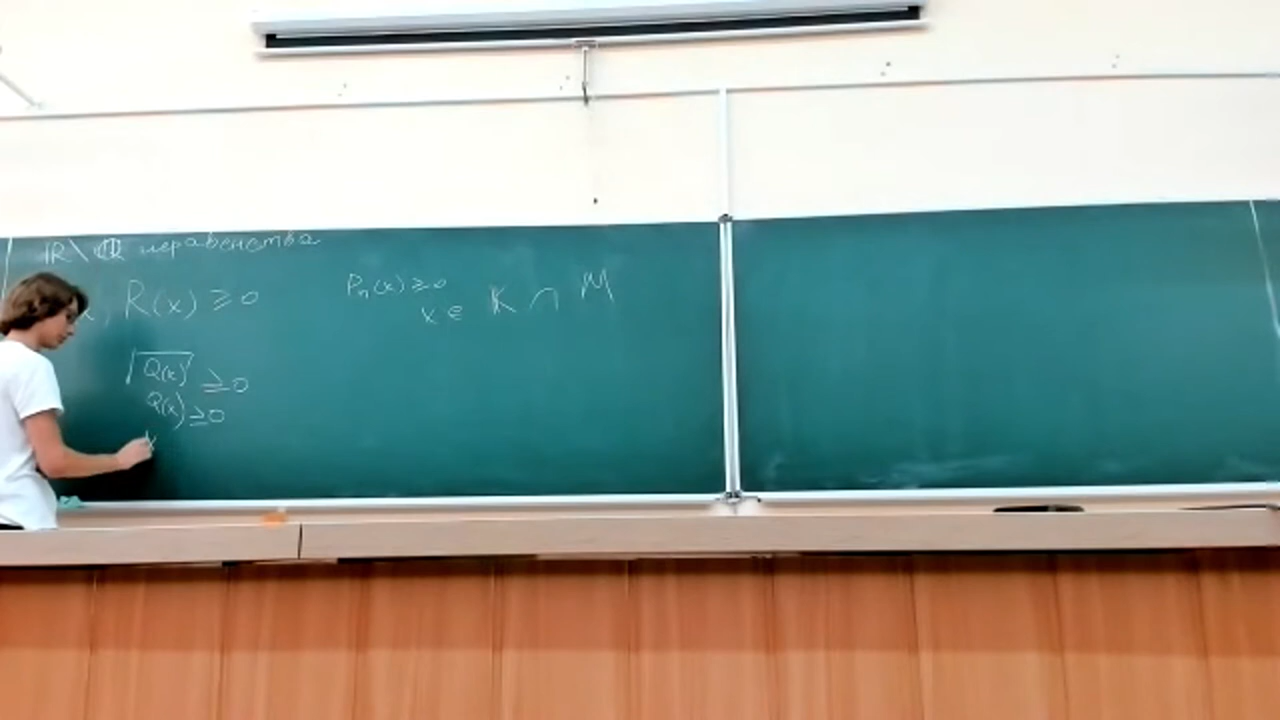 ℝ\ℚ неравенства
R(x) ≥ 0
√Q(x) ≥ 0
Q(x) ≥ 0
x
Pₙ(x) ≥ 0
x ∈ K ∩ M